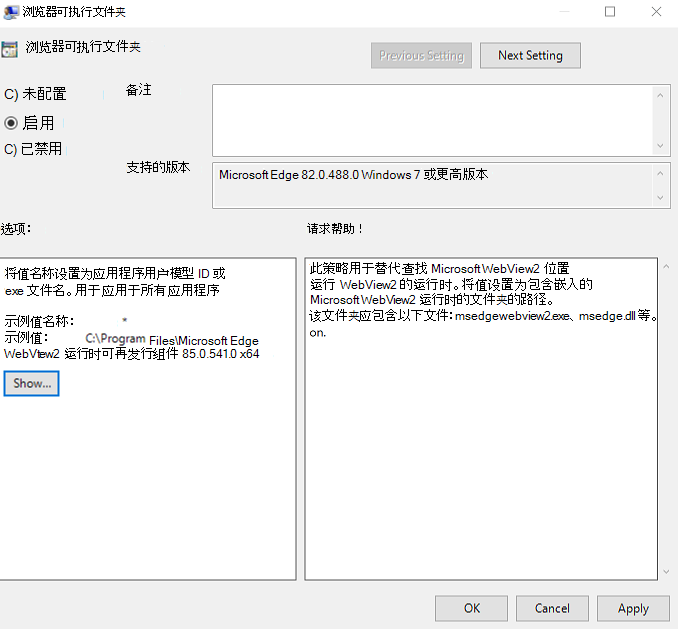 浏览器可执行文件夹
浏览器可执行文件夹
Previous Setting
Next Setting
C) 未配置
备注
启用
C) 已禁用
支持的版本
Microsoft Edge 82.0.488.0 Windows 7 或更高版本
选项:
请求帮助！
将值名称设置为应用程序用户模型 ID 或
exe 文件名。用于应用于所有应用程序
示例值名称: *
示例值: C:\Program Files\Microsoft Edge
WebVtew2 运行时可再发行组件 85.0.541.0 x64
Show...
此策略用于替代查找 Microsoft WebView2 位置
运行 WebView2 的运行时。将值设置为包含嵌入的
Microsoft WebView2 运行时的文件夹的路径。
该文件夹应包含以下文件: msedgewebview2.exe、msedge.dll 等。
on.
OK
Cancel
Apply